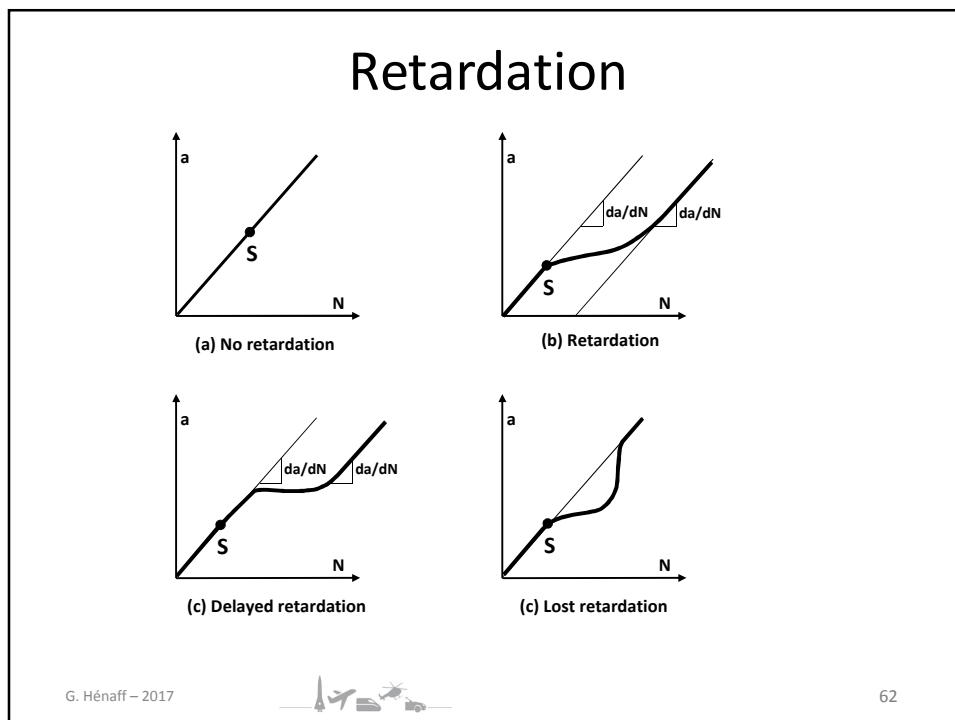 Retardation
a
S
N
(a) No retardation
a
da/dN
da/dN
S
N
(b) Retardation
a
da/dN
da/dN
S
N
(c) Delayed retardation
a
S
N
(c) Lost retardation
G. Hénaff – 2017
62